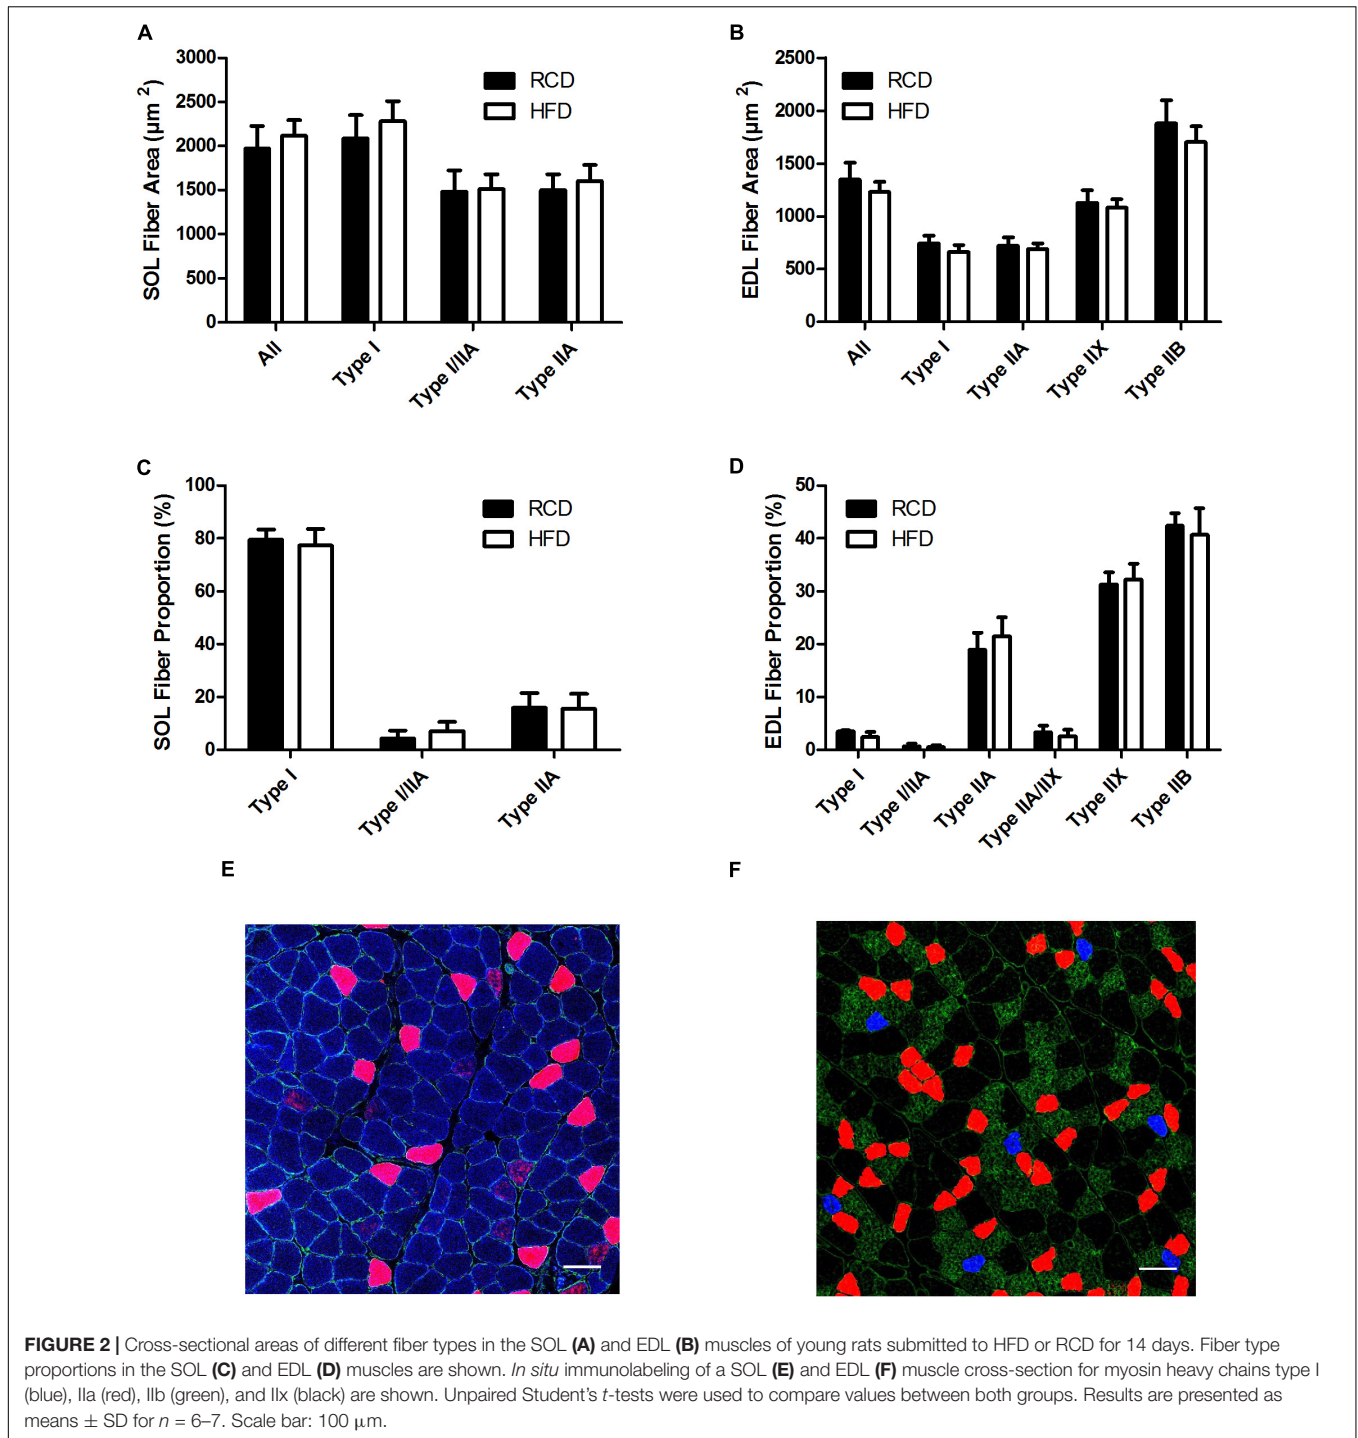 A
SOL Fiber Area (µm ²)
3000
2500
2000
1500
1000
500
0
RCD
HFD
All
Type I
Type I/IIA
Type IIA
B
EDL Fiber Area (µm ²)
2500
2000
1500
1000
500
0
RCD
HFD
All
Type I
Type IIA
Type IIX
Type IIB
C
SOL Fiber Proportion (%)
100
80
60
40
20
0
RCD
HFD
Type I
Type I/IIA
Type IIA
D
EDL Fiber Proportion (%)
50
40
30
20
10
0
RCD
HFD
Type I
Type I/IIA
Type IIA
Type IIA/IIX
Type IIX
Type IIB
E
F
FIGURE 2 | Cross-sectional areas of different fiber types in the SOL (A) and EDL (B) muscles of young rats submitted to HFD or RCD for 14 days. Fiber type
proportions in the SOL (C) and EDL (D) muscles are shown. In situ immunolabeling of a SOL (E) and EDL (F) muscle cross-section for myosin heavy chains type I
(blue), IIa (red), IIb (green), and IIx (black) are shown. Unpaired Student's t-tests were used to compare values between both groups. Results are presented as
means ± SD for n = 6–7. Scale bar: 100 µm.